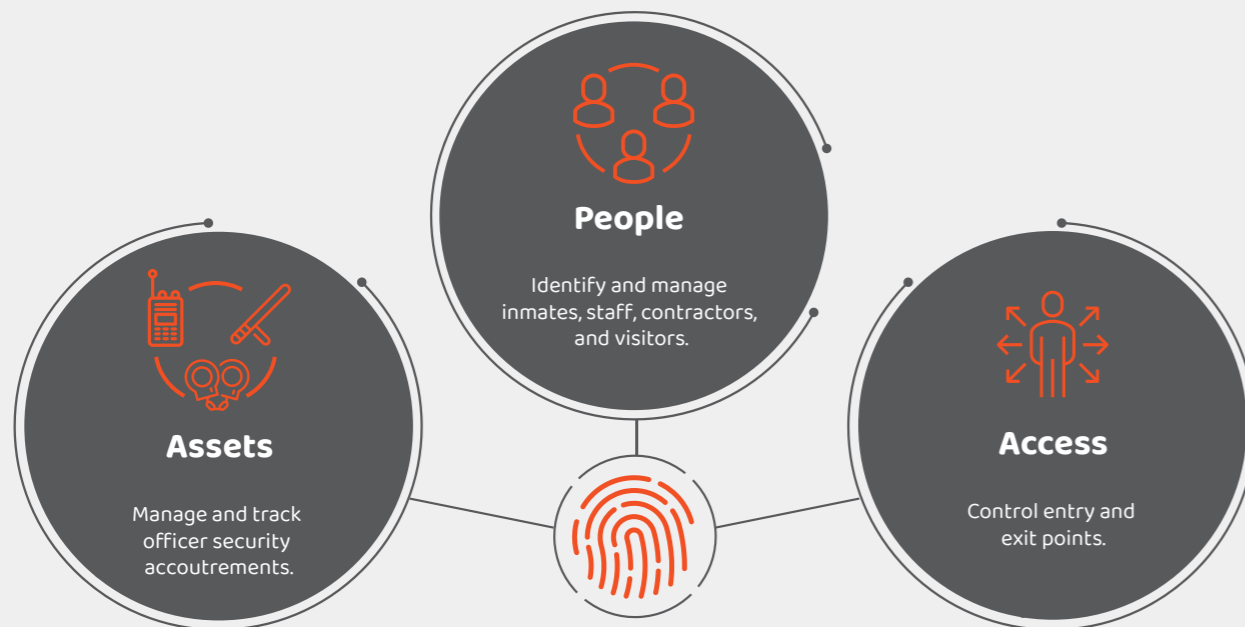 People
Identify and manage
inmates, staff, contractors,
and visitors.
Assets
Manage and track
officer security
accoutrements.
Access
Control entry and
exit points.